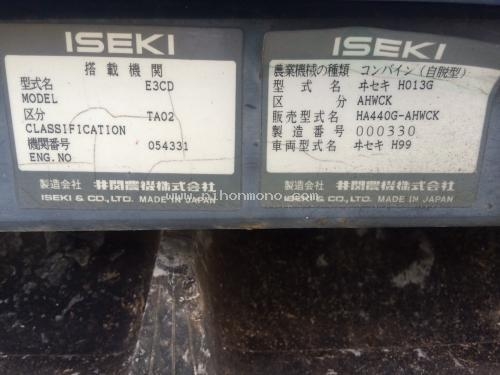 ISEKI
搭載機関
型式名 E3CD
MODEL
区分 TA02
CLASSIFICATION
機関番号 054331
ENG.NO
製造会社 井関農機株式会社
ISEKI & CO.,LTD. MADE IN JAPAN
ISEKI
農業機械の種類 コンバイン(自脱型)
型式名 ヰセキ H013G
区分 AHWCK
販売型式名 HA440G-AHWCK
製造番号 000330
車両型式名 ヰセキ H99
製造会社 井関農機株式会社
ISEKI & CO.,LTD. MADE IN JAPAN